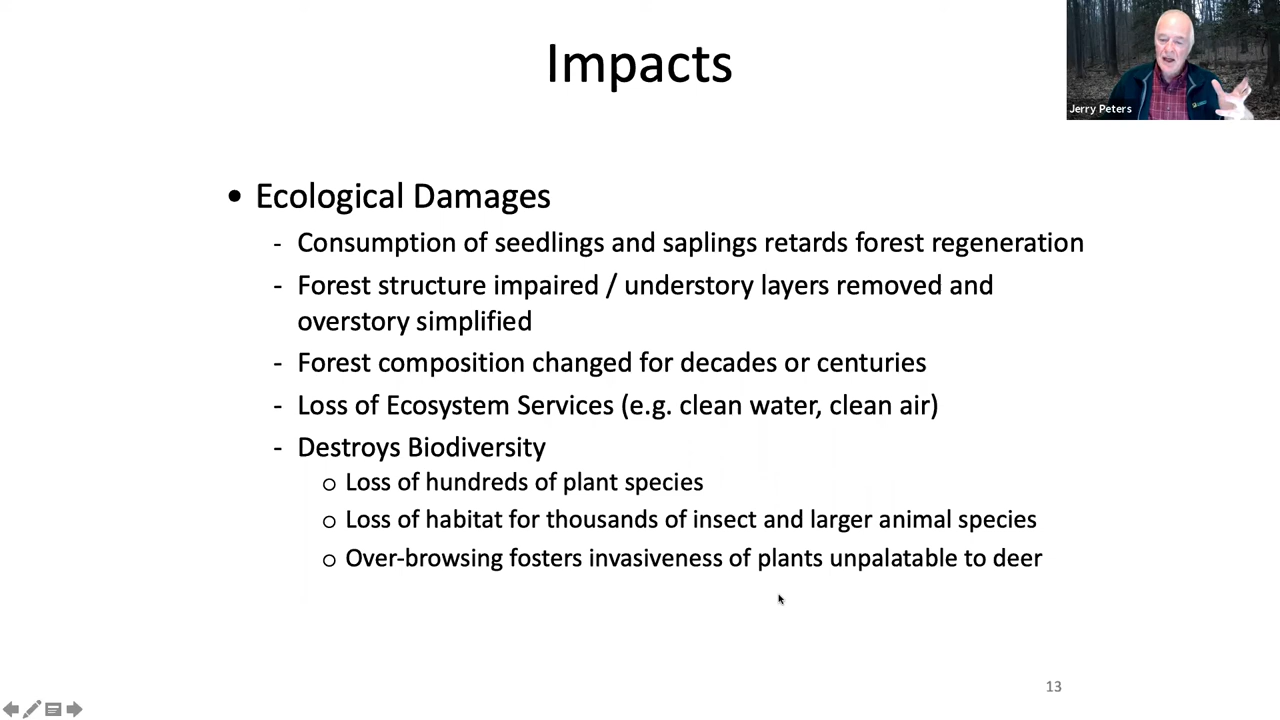 Impacts
Jerry Peters
• Ecological Damages
- Consumption of seedlings and saplings retards forest regeneration
- Forest structure impaired / understory layers removed and
overstory simplified
- Forest composition changed for decades or centuries
- Loss of Ecosystem Services (e.g. clean water, clean air)
- Destroys Biodiversity
o Loss of hundreds of plant species
o Loss of habitat for thousands of insect and larger animal species
o Over-browsing fosters invasiveness of plants unpalatable to deer
13